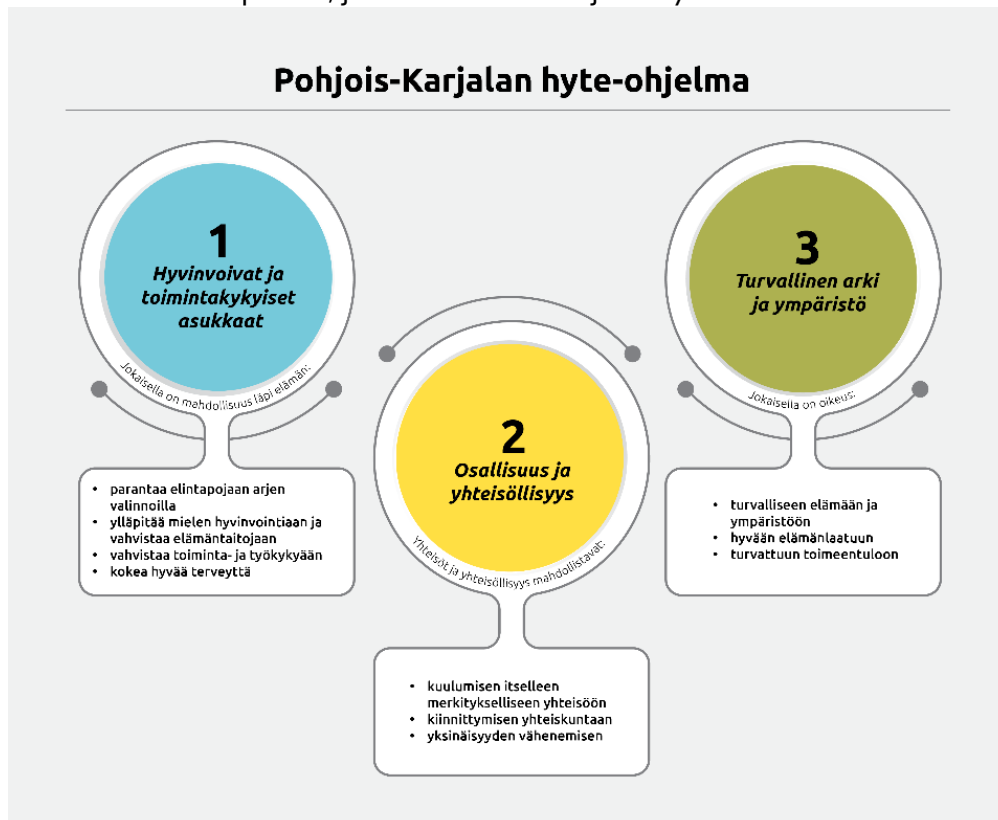 Pohjois-Karjalan hyte-ohjelma
1
Hyvinvoivat ja
toimintakykyiset
asukkaat
Jokaisella on mahdollisuus läpi elämän:
• parantaa elintapojaan arjen
valinnoilla
• ylläpitää mielen hyvinvointiaan ja
vahvistaa elämäntaitojaan
• vahvistaa toiminta- ja työkykyään
• kokea hyvää terveyttä
2
Osallisuus ja
yhteisöllisyys
Yhteisöt ja yhteisöllisyys mahdollistavat:
• kuulumisen itselleen
merkitykselliseen yhteisöön
• kiinnittymisen yhteiskuntaan
• yksinäisyyden vähenemisen
3
Turvallinen arki
ja ympäristö
Jokaisella on oikeus:
• turvalliseen elämään ja
ympäristöön
• hyvään elämänlaatuun
• turvattuun toimeentuloon